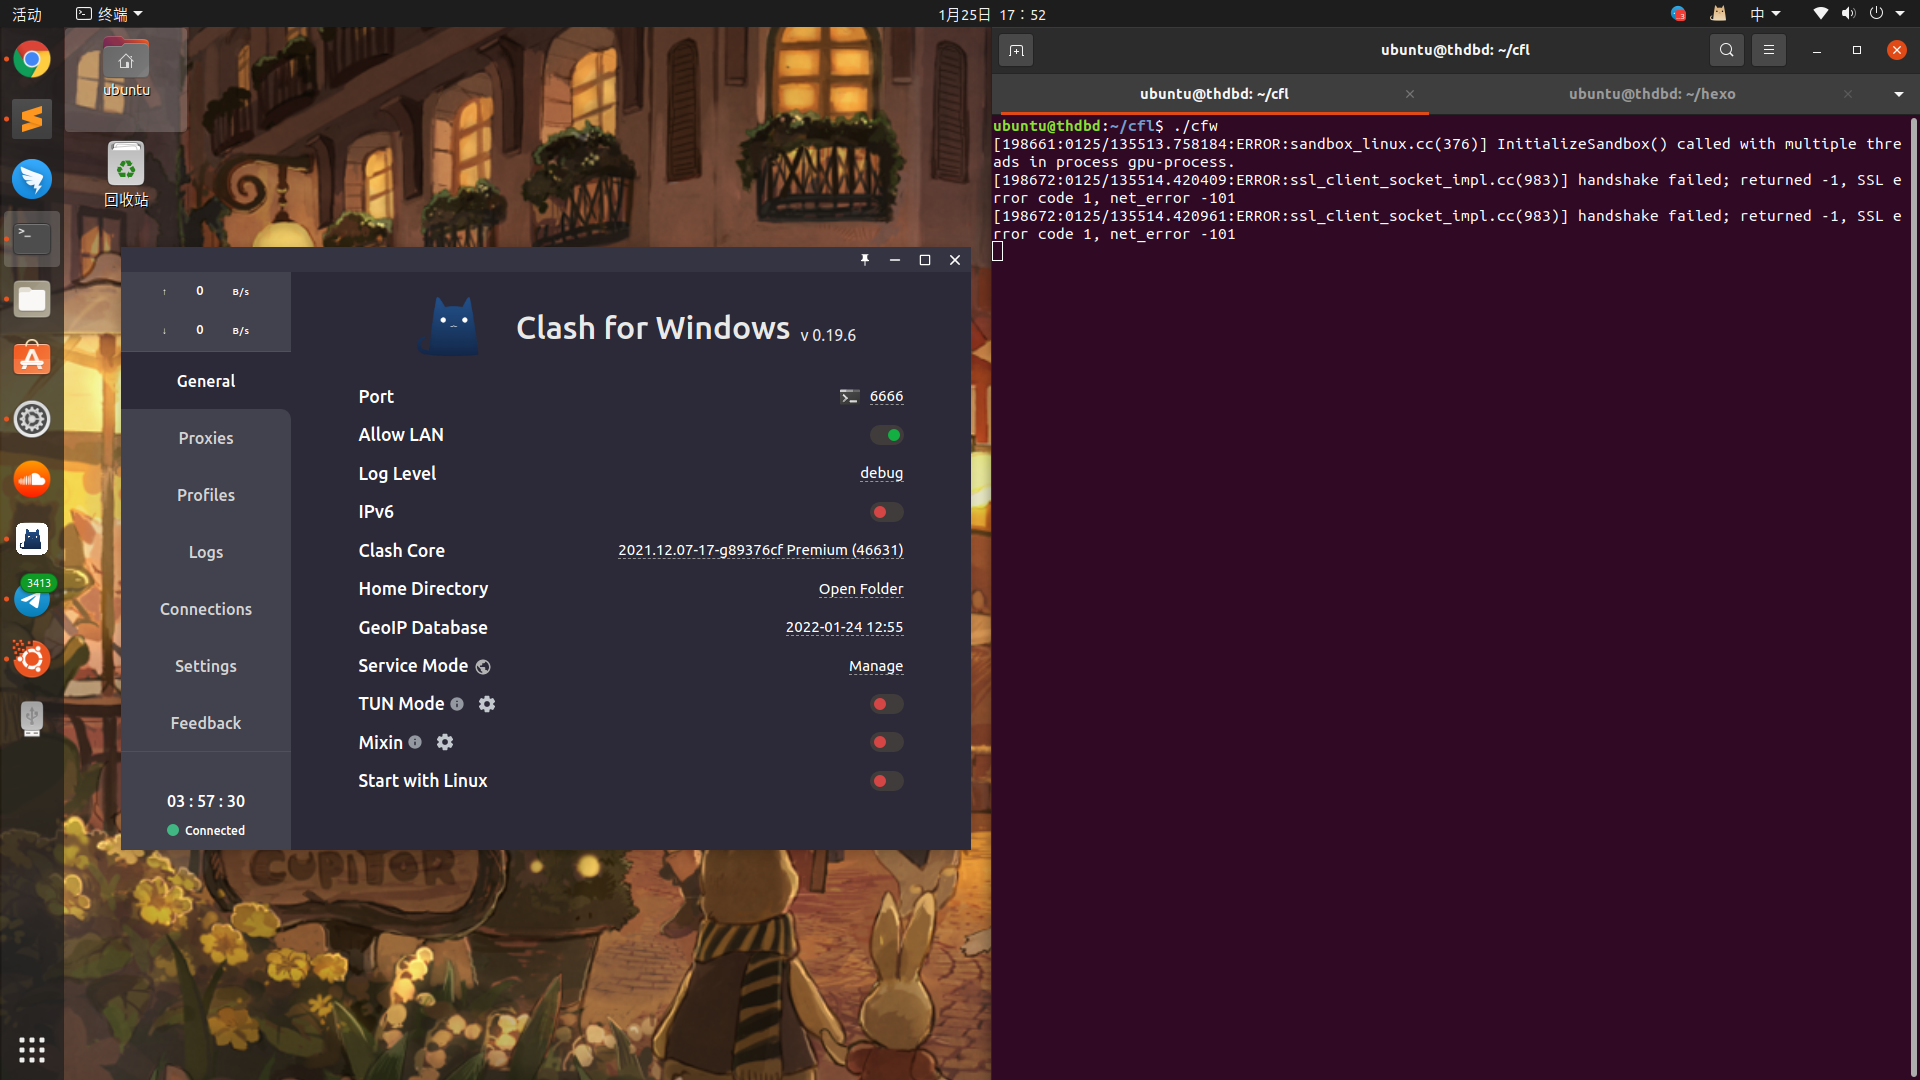 活动
终端
1月25日 17：52
3
中
ubuntu
回收站
3413
↑ 0 B/s
↓ 0 B/s
General
Proxies
Profiles
Logs
Connections
Settings
Feedback
03 : 57 : 30
Connected
Clash for Windows v 0.19.6
Port 6666
Allow LAN
Log Level debug
IPv6
Clash Core 2021.12.07-17-g89376cf Premium (46631)
Home Directory Open Folder
GeoIP Database 2022-01-24 12:55
Service Mode Manage
TUN Mode
Mixin
Start with Linux
CUPITOR
ubuntu@thdbd: ~/cfl
ubuntu@thdbd: ~/cfl
ubuntu@thdbd: ~/hexo
ubuntu@thdbd:~/cfl$ ./cfw
[198661:0125/135513.758184:ERROR:sandbox_linux.cc(376)] InitializeSandbox() called with multiple thre
ads in process gpu-process.
[198672:0125/135514.420409:ERROR:ssl_client_socket_impl.cc(983)] handshake failed; returned -1, SSL e
rror code 1, net_error -101
[198672:0125/135514.420961:ERROR:ssl_client_socket_impl.cc(983)] handshake failed; returned -1, SSL e
rror code 1, net_error -101